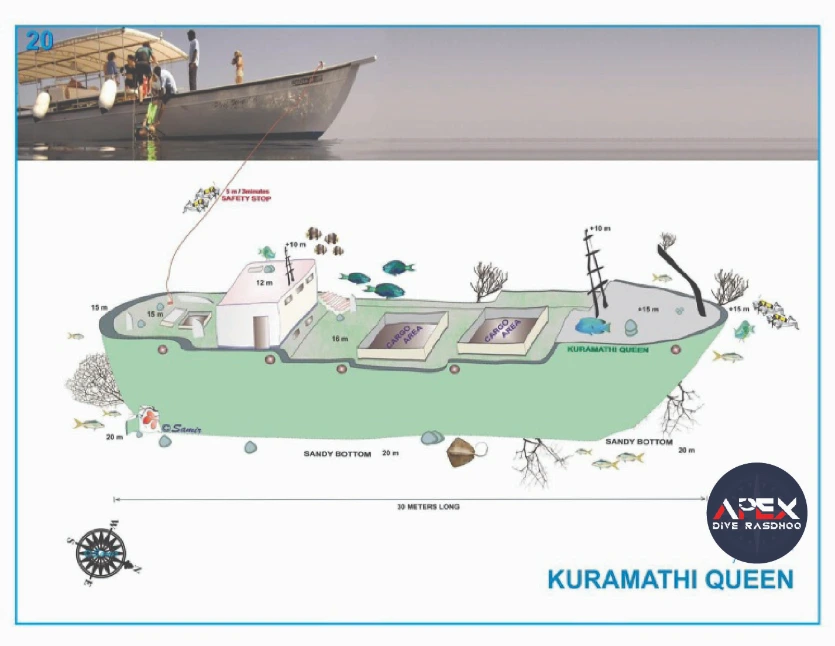 20
5 m / 3minutes
SAFETY STOP
+10 m
12 m
+10 m
15 m
15 m
16 m
CARGO
AREA
CARGO
AREA
+15 m
+15 m
KURAMATHI QUEEN
©Samir
20 m
SANDY BOTTOM 20 m
SANDY BOTTOM
20 m
30 METERS LONG
APEX
DIVE RASDHOO
W
S
N
E
KURAMATHI QUEEN